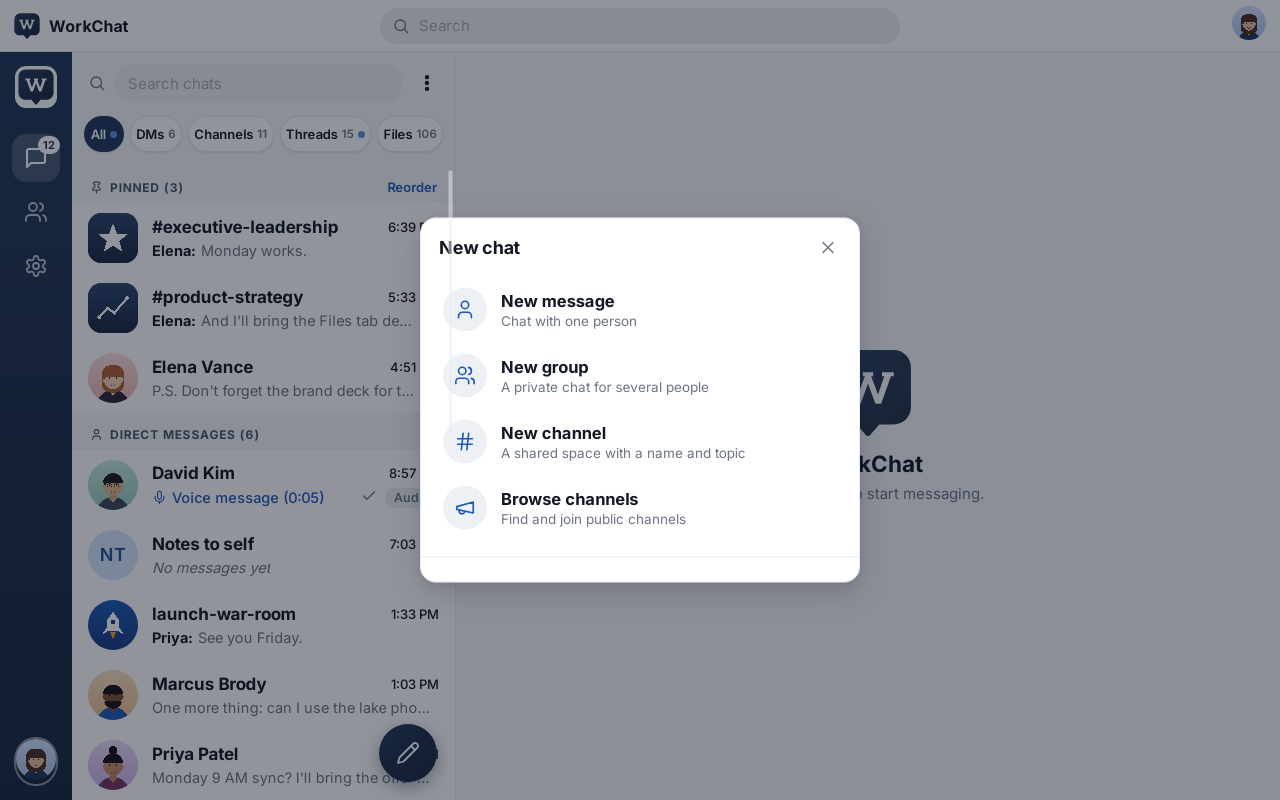 W WorkChat
Search
W
12
Search chats
All
DMs 6
Channels 11
Threads 15
Files 106
PINNED (3)
Reorder
#executive-leadership
6:39
Elena: Monday works.
#product-strategy
5:33
Elena: And I'll bring the Files tab de...
Elena Vance
4:51
P.S. Don't forget the brand deck for t...
DIRECT MESSAGES (6)
David Kim
8:57
Voice message (0:05)
NT
Notes to self
7:03
No messages yet
launch-war-room
1:33 PM
Priya: See you Friday.
Marcus Brody
1:03 PM
One more thing: can I use the lake pho...
Priya Patel
Monday 9 AM sync? I'll bring the
New chat
New message
Chat with one person
New group
A private chat for several people
New channel
A shared space with a name and topic
Browse channels
Find and join public channels
W
kChat
start messaging.